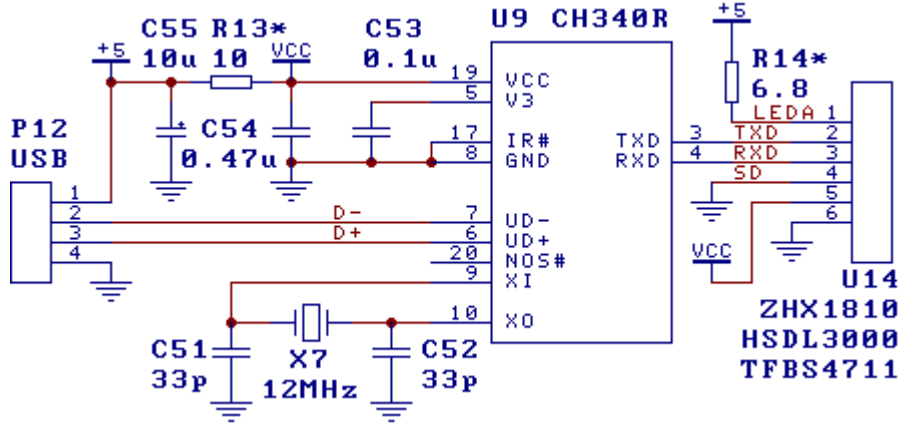 U9 CH340R
C55 R13* C53
+5 10u 10 VCC 0.1u
+5
R14*
6.8
19 VCC
5 V3
17 IR#
8 GND
7 UD-
6 UD+
20 NOS#
9 XI
10 XO
TXD 3
RXD 4
LEDA 1
TXD 2
RXD 3
SD 4
5
6
VCC
P12
USB
1
2
3
4
D-
D+
C54
0.47u
C51
33p
X7
12MHz
C52
33p
U14
ZHX1810
HSDL3000
TFBS4711